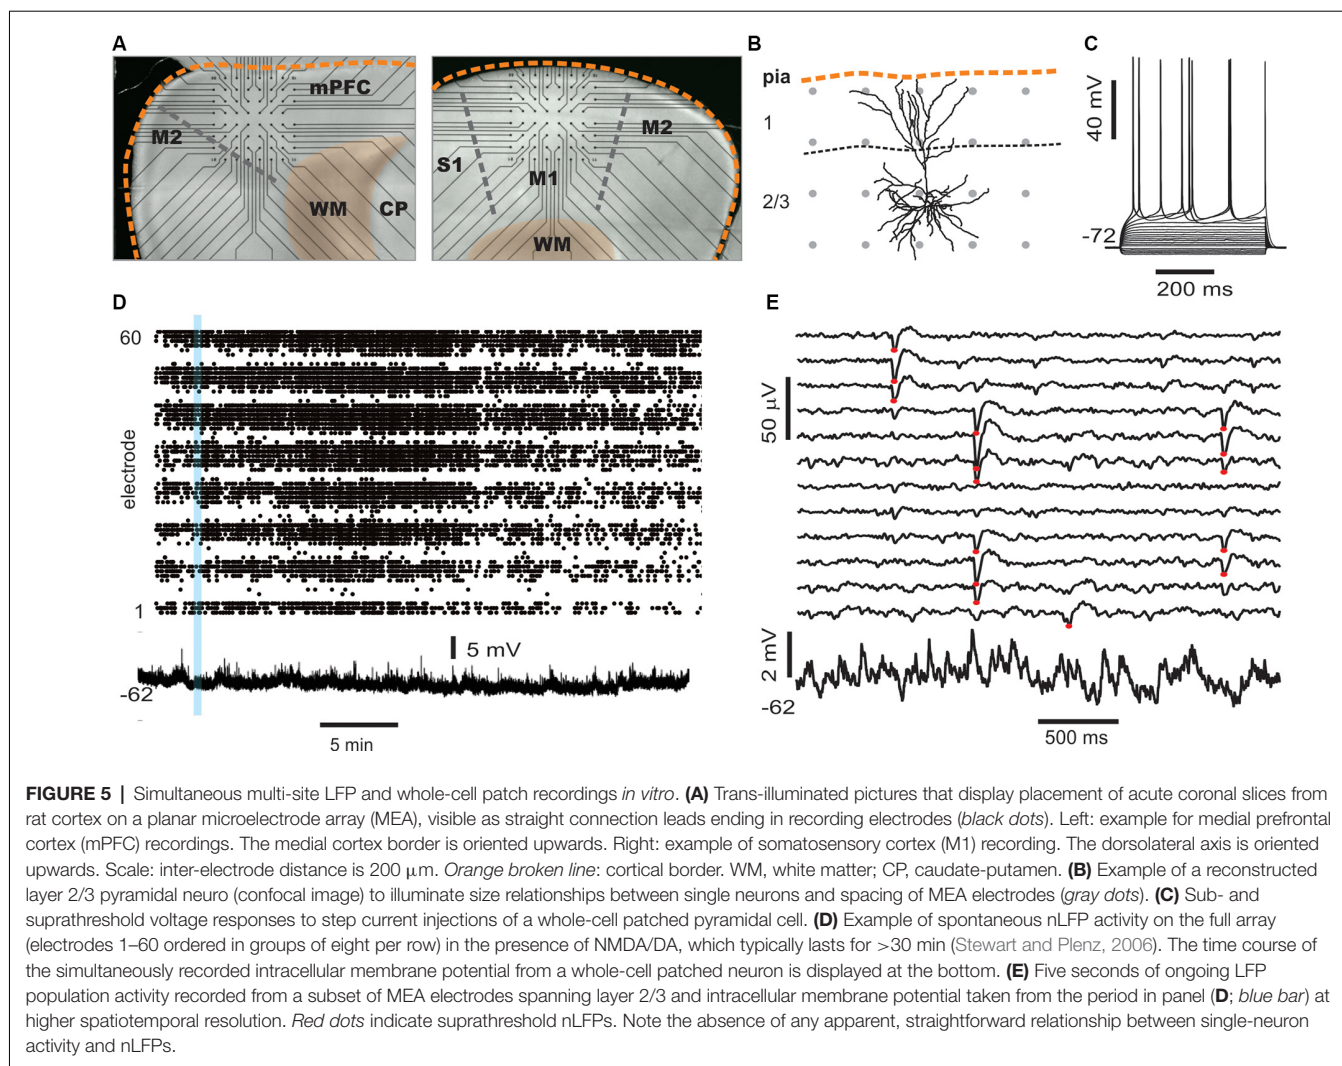 A
mPFC
M2
WM
CP
M2
S1
M1
WM
B
pia
1
2/3
C
40 mV
-72
200 ms
D
60
electrode
1
5 mV
-62
5 min
E
50 μV
2 mV
-62
500 ms
FIGURE 5 | Simultaneous multi-site LFP and whole-cell patch recordings in vitro. (A) Trans-illuminated pictures that display placement of acute coronal slices from
rat cortex on a planar microelectrode array (MEA), visible as straight connection leads ending in recording electrodes (black dots). Left: example for medial prefrontal
cortex (mPFC) recordings. The medial cortex border is oriented upwards. Right: example of somatosensory cortex (M1) recording. The dorsolateral axis is oriented
upwards. Scale: inter-electrode distance is 200 μm. Orange broken line: cortical border. WM, white matter; CP, caudate-putamen. (B) Example of a reconstructed
layer 2/3 pyramidal neuro (confocal image) to illuminate size relationships between single neurons and spacing of MEA electrodes (gray dots). (C) Sub- and
suprathreshold voltage responses to step current injections of a whole-cell patched pyramidal cell. (D) Example of spontaneous nLFP activity on the full array
(electrodes 1–60 ordered in groups of eight per row) in the presence of NMDA/DA, which typically lasts for >30 min (Stewart and Plenz, 2006). The time course of
the simultaneously recorded intracellular membrane potential from a whole-cell patched neuron is displayed at the bottom. (E) Five seconds of ongoing LFP
population activity recorded from a subset of MEA electrodes spanning layer 2/3 and intracellular membrane potential taken from the period in panel (D; blue bar) at
higher spatiotemporal resolution. Red dots indicate suprathreshold nLFPs. Note the absence of any apparent, straightforward relationship between single-neuron
activity and nLFPs.